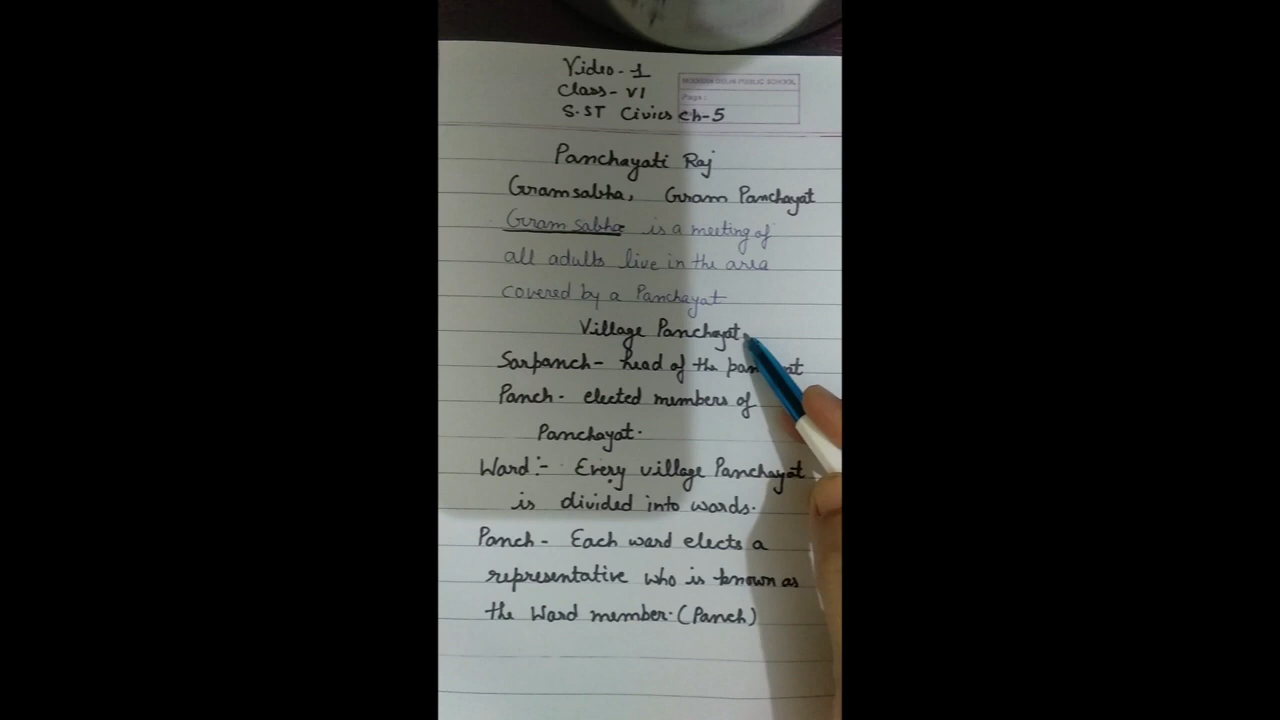 Video-1
Class-VI
S.ST Civics ch-5
PUBLIC SCHOOL
Page:
Panchayati Raj
Gramsabha, Gram Panchayat
Gram sabha is a meeting of
all adults live in the area
covered by a Panchayat
Village Panchayat
Sarpanch- head of the
Panch- elected members of
Panchayat.
Ward:- Every village Panchayat
is divided into wards.
Panch- Each ward elects a
representative who is known as
the Ward member.(Panch)